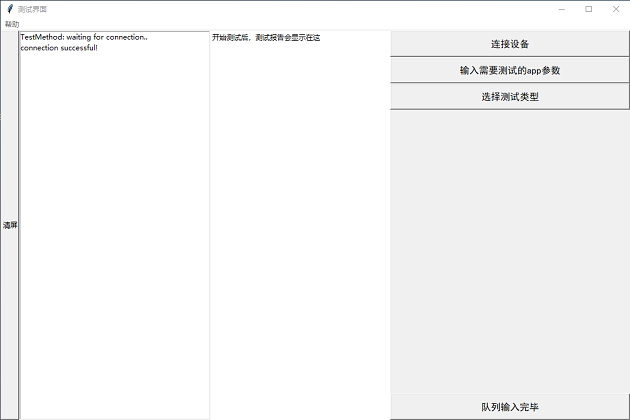 测试界面
帮助
清屏
TestMethod: waiting for connection..
connection successful!
开始测试后，测试报告会显示在这
连接设备
输入需要测试的app参数
选择测试类型
队列输入完毕